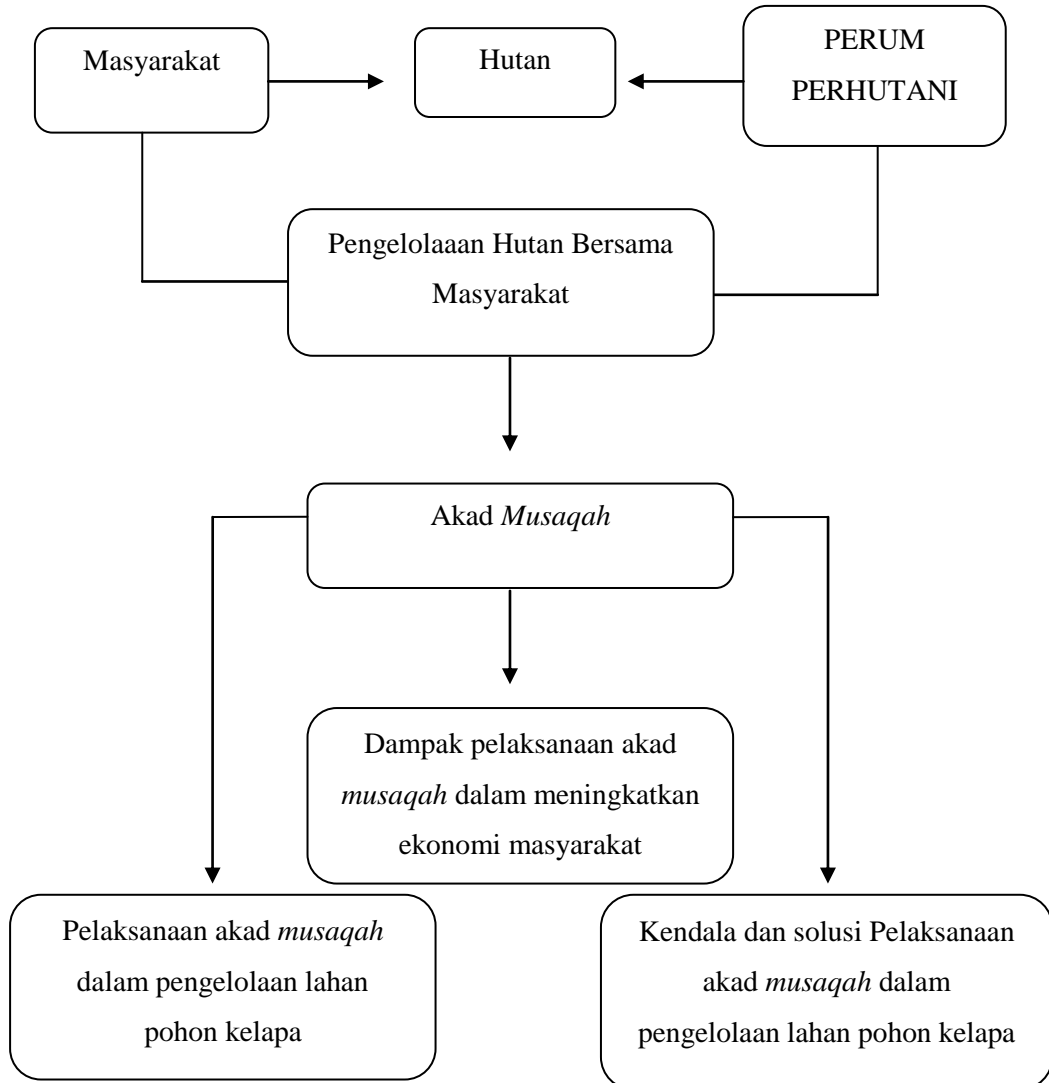 Masyarakat
Hutan
PERUM
PERHUTANI
Pengelolaaan Hutan Bersama
Masyarakat
Akad Musaqah
Dampak pelaksanaan akad
musaqah dalam meningkatkan
ekonomi masyarakat
Pelaksanaan akad musaqah
dalam pengelolaan lahan
pohon kelapa
Kendala dan solusi Pelaksanaan
akad musaqah dalam
pengelolaan lahan pohon kelapa